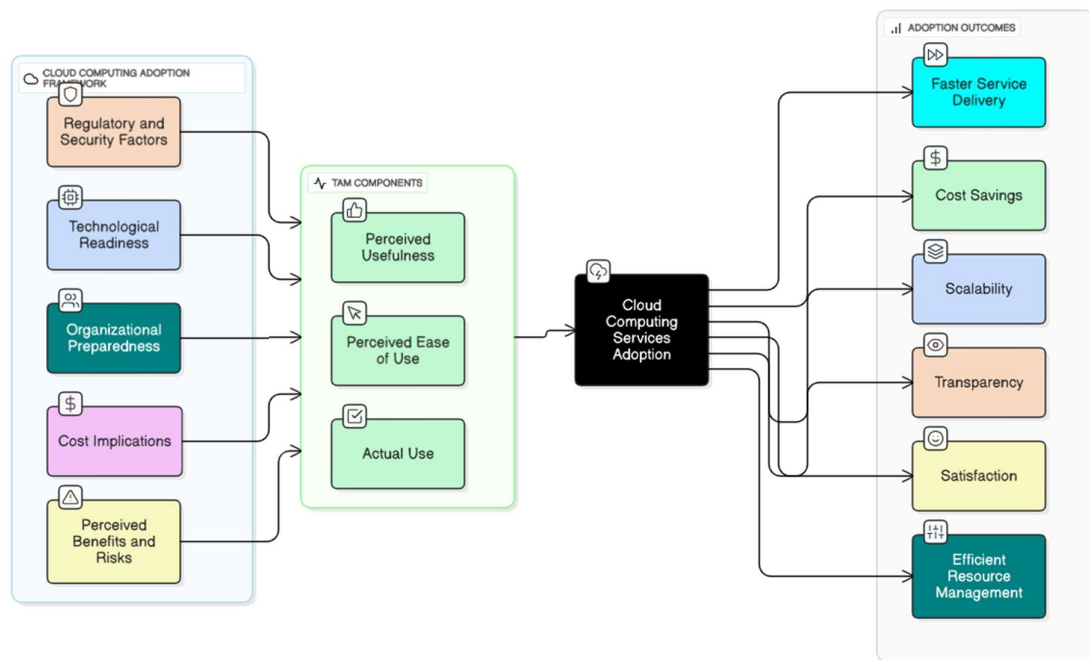 CLOUD COMPUTING ADOPTION
FRAMEWORK
Regulatory and
Security Factors
Technological
Readiness
Organizational
Preparedness
Cost Implications
Perceived
Benefits and
Risks
TAM COMPONENTS
Perceived
Usefulness
Perceived Ease
of Use
Actual Use
Cloud
Computing
Services
Adoption
ADOPTION OUTCOMES
Faster Service
Delivery
Cost Savings
Scalability
Transparency
Satisfaction
Efficient
Resource
Management